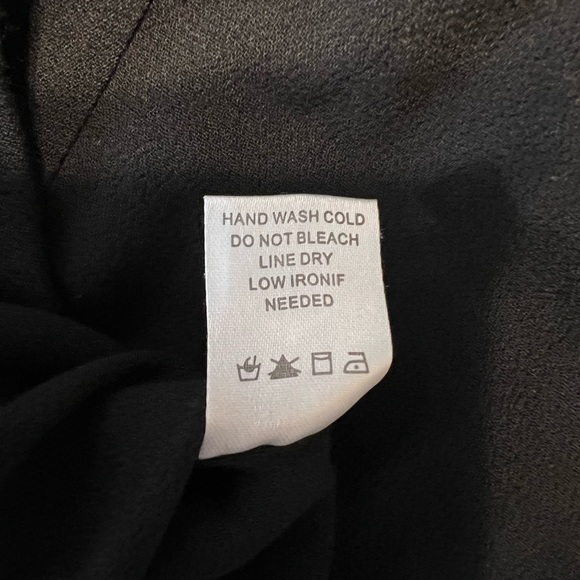 HAND WASH COLD
DO NOT BLEACH
LINE DRY
LOW IRONIF
NEEDED